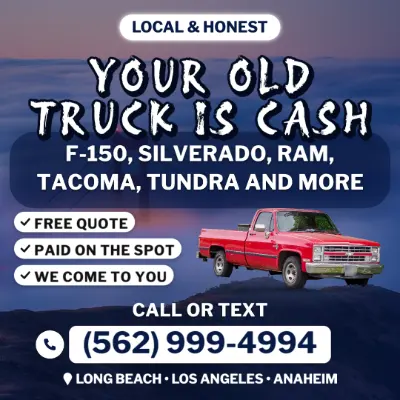 LOCAL & HONEST
YOUR OLD
TRUCK IS CASH
F-150, SILVERADO, RAM,
TACOMA, TUNDRA AND MORE
FREE QUOTE
PAID ON THE SPOT
WE COME TO YOU
CALL OR TEXT
(562) 999-4994
LONG BEACH • LOS ANGELES • ANAHEIM